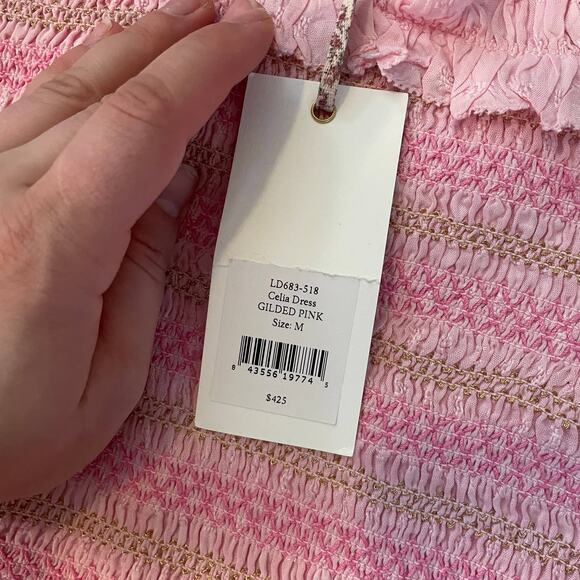 LD683-518
Celia Dress
GILDED PINK
Size: M
8 43556 19774 5
$425